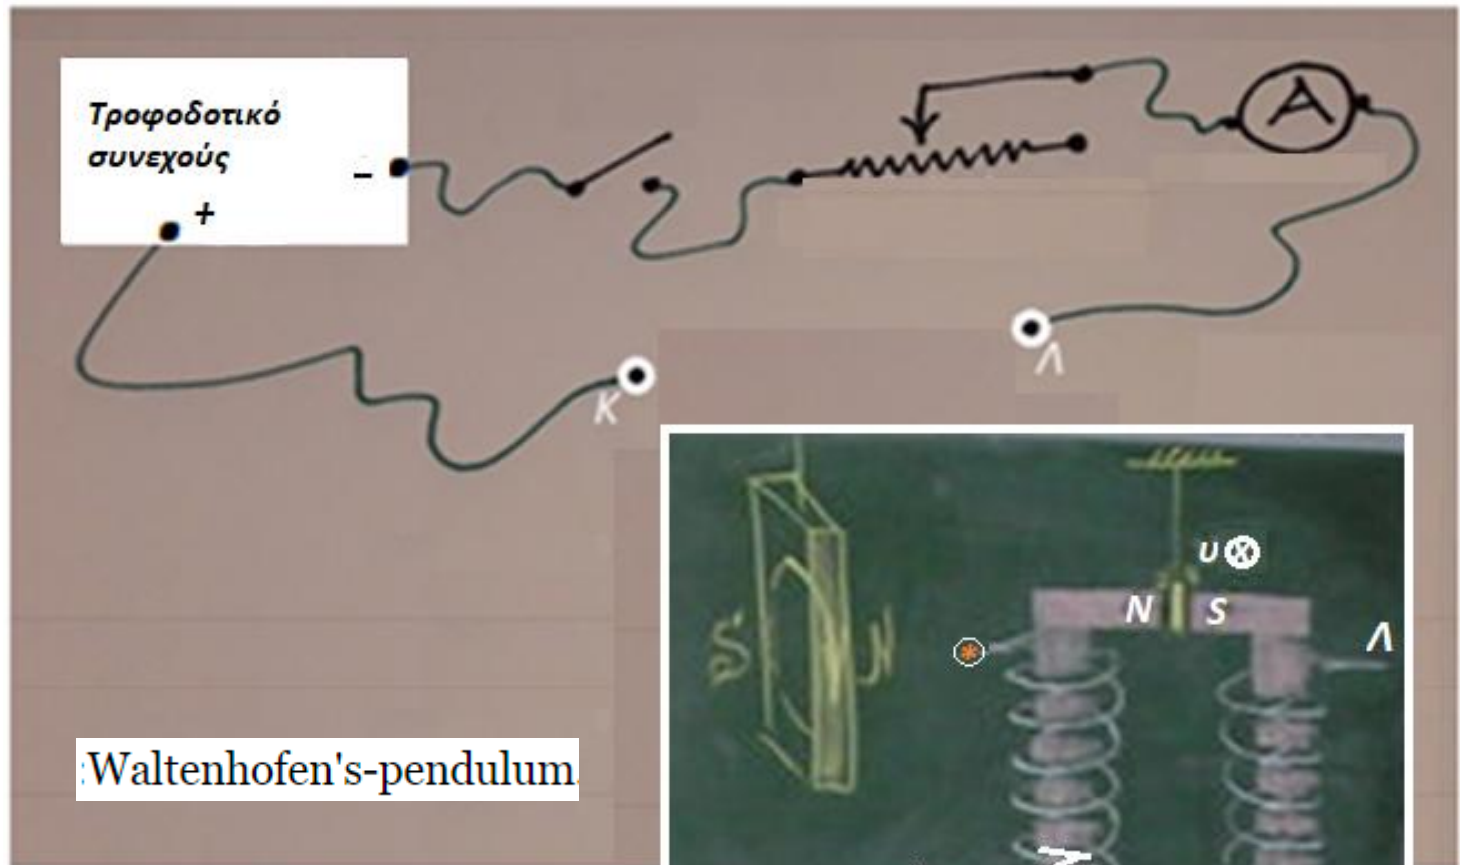 Τροφοδοτικό
συνεχούς
–
+
A
Λ
K
υ
N S
Λ
S N
:Waltenhofen's-pendulum.